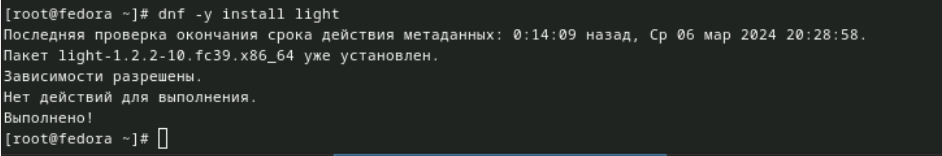 [root@fedora ~]# dnf -y install light
Последняя проверка окончания срока действия метаданных: 0:14:09 назад, Ср 06 мар 2024 20:28:58.
Пакет light-1.2.2-10.fc39.x86_64 уже установлен.
Зависимости разрешены.
Нет действий для выполнения.
Выполнено!
[root@fedora ~]#